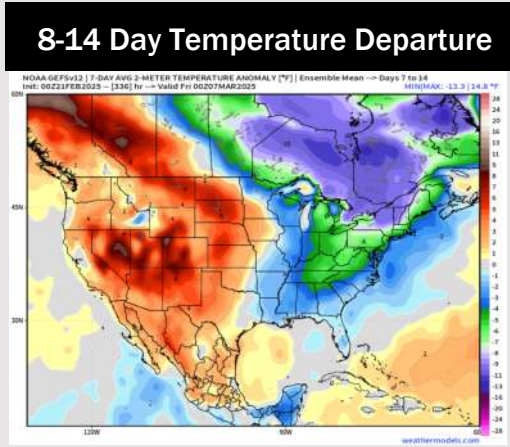 8-14 Day Temperature Departure
NOAA GEFSv12 | 7-DAY AVG 2-METER TEMPERATURE ANOMALY [°F] | Ensemble Mean --> Days 7 to 14
Init: 00Z21FEB2025 -- [336] hr --> Valid Fri 00Z07MAR2025
MIN|MAX: -13.3 | 14.8 °F
60N
45N
30N
120W
90W
weathermodels.com